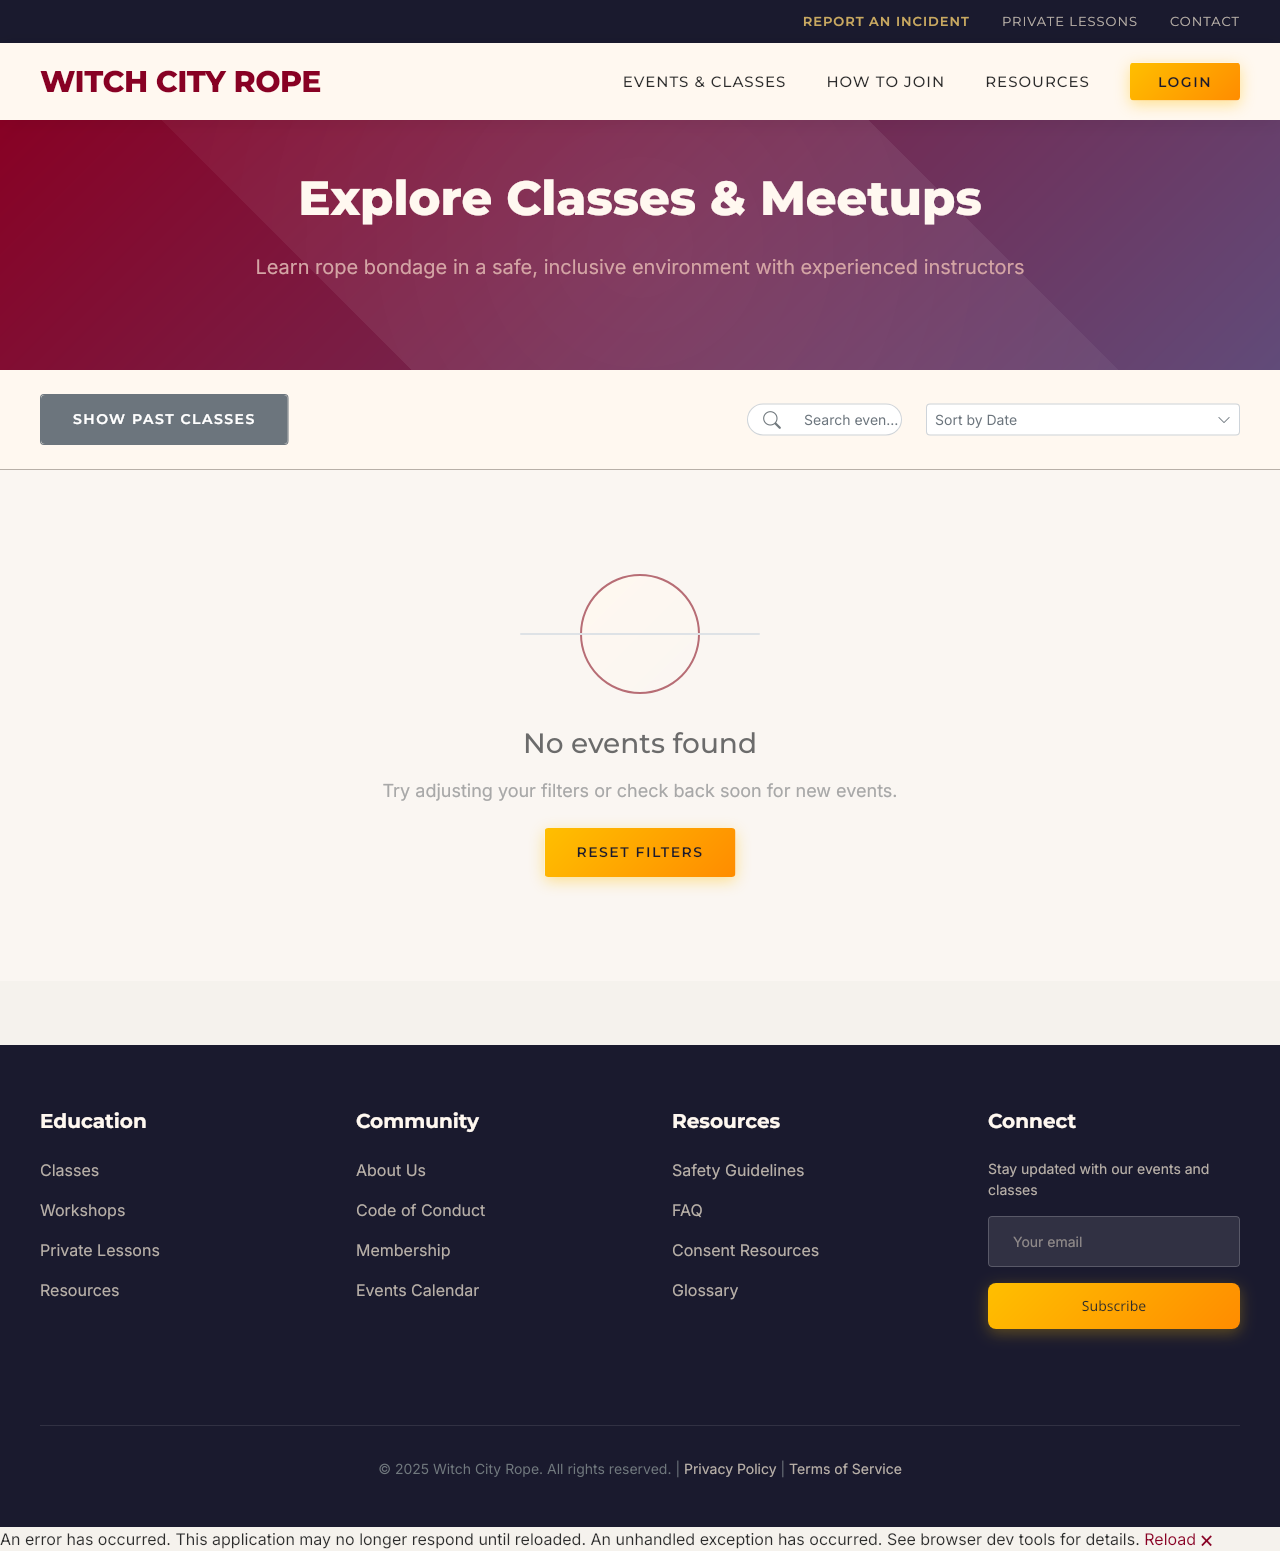 REPORT AN INCIDENT PRIVATE LESSONS CONTACT
WITCH CITY ROPE EVENTS & CLASSES HOW TO JOIN RESOURCES LOGIN
Explore Classes & Meetups
Learn rope bondage in a safe, inclusive environment with experienced instructors
SHOW PAST CLASSES Search even... Sort by Date
No events found
Try adjusting your filters or check back soon for new events.
RESET FILTERS
Education
Classes
Workshops
Private Lessons
Resources
Community
About Us
Code of Conduct
Membership
Events Calendar
Resources
Safety Guidelines
FAQ
Consent Resources
Glossary
Connect
Stay updated with our events and
classes
Your email
Subscribe
© 2025 Witch City Rope. All rights reserved. | Privacy Policy | Terms of Service
An error has occurred. This application may no longer respond until reloaded. An unhandled exception has occurred. See browser dev tools for details. Reload ✕